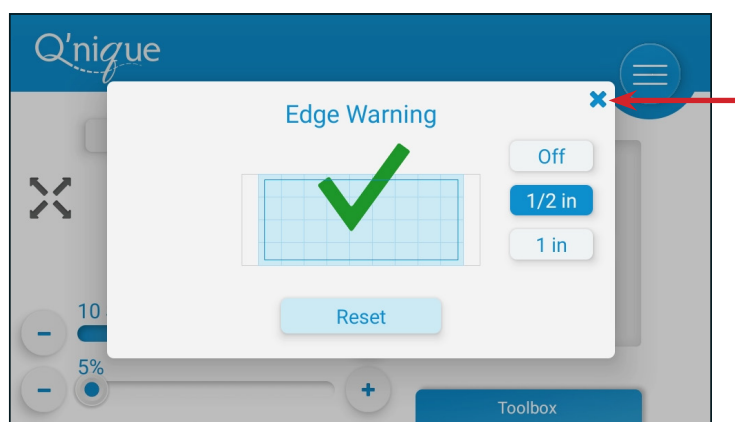 Q'nique
Edge Warning
Off
1/2 in
1 in
Reset
10
5%
Toolbox